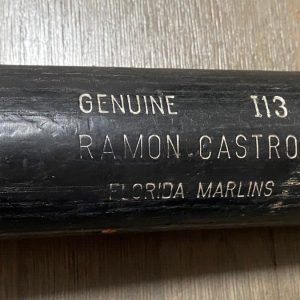 GENUINE I13
RAMON CASTRO
FLORIDA MARLINS